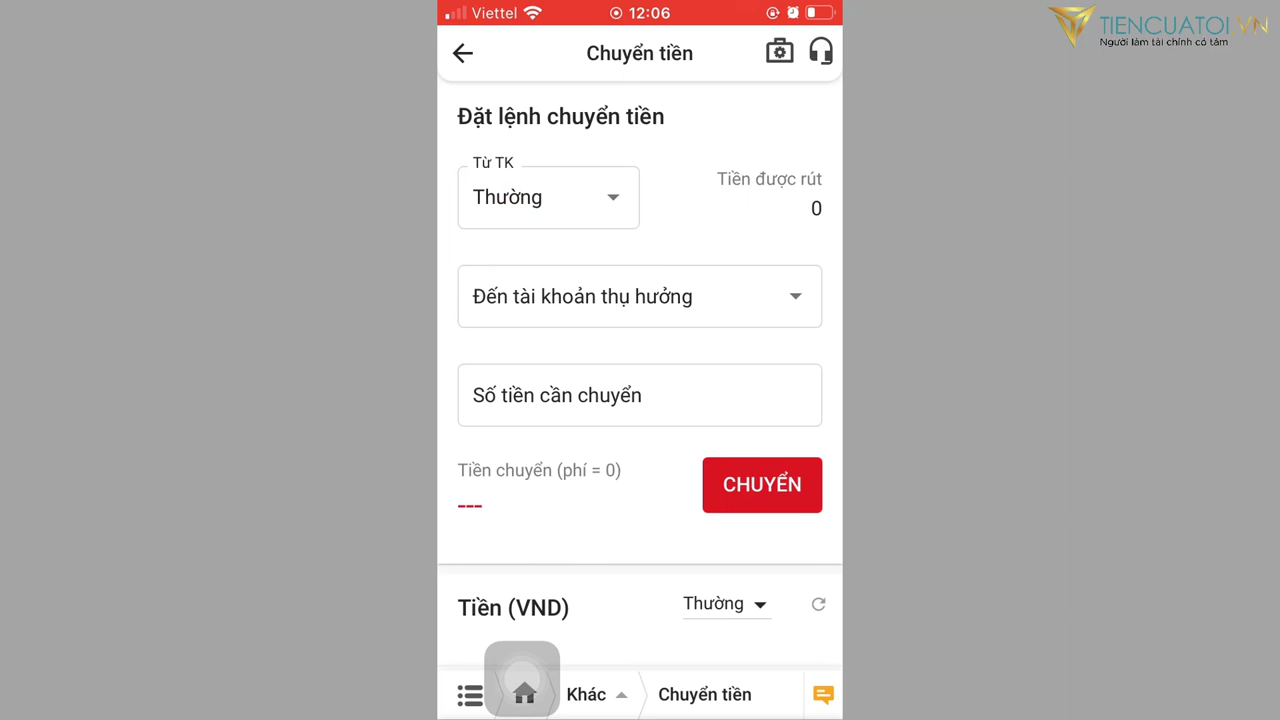 Viettel 12:06
TIENCUATOI.VN
Người làm tài chính có tâm
Chuyển tiền
Đặt lệnh chuyển tiền
Từ TK
Thường
Tiền được rút
0
Đến tài khoản thụ hưởng
Số tiền cần chuyển
Tiền chuyển (phí = 0)
---
CHUYỂN
Tiền (VND)
Thường
Khác
Chuyển tiền